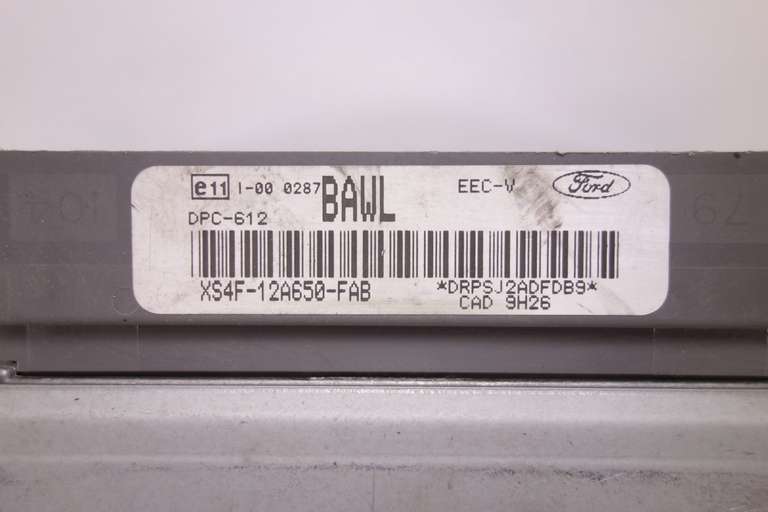 e11 I-00 0287 BAWL EEC-V Ford
DPC-612
XS4F-12A650-FAB *DRPSJ2ADFDB9*
CAD 9H26